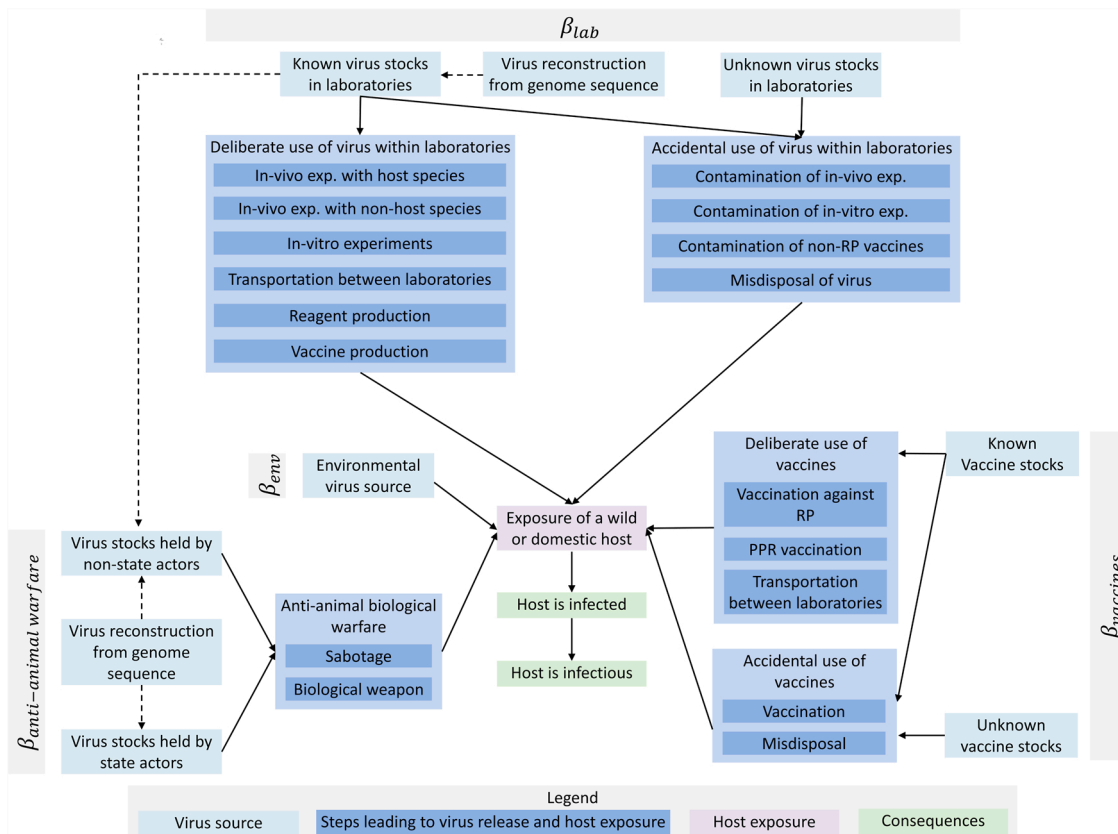 β_lab
Known virus stocks
in laboratories
Virus reconstruction
from genome sequence
Unknown virus stocks
in laboratories
Deliberate use of virus within laboratories
In-vivo exp. with host species
In-vivo exp. with non-host species
In-vitro experiments
Transportation between laboratories
Reagent production
Vaccine production
Accidental use of virus within laboratories
Contamination of in-vivo exp.
Contamination of in-vitro exp.
Contamination of non-RP vaccines
Misdisposal of virus
β_env
Environmental
virus source
Exposure of a wild
or domestic host
Host is infected
Host is infectious
Deliberate use of
vaccines
Vaccination against
RP
PPR vaccination
Transportation
between laboratories
Known
Vaccine stocks
β_vaccines
Accidental use of
vaccines
Vaccination
Misdisposal
Unknown
vaccine stocks
β_anti−animal warfare
Virus stocks held by
non-state actors
Virus reconstruction
from genome
sequence
Virus stocks held by
state actors
Anti-animal biological
warfare
Sabotage
Biological weapon
Legend
Virus source
Steps leading to virus release and host exposure
Host exposure
Consequences